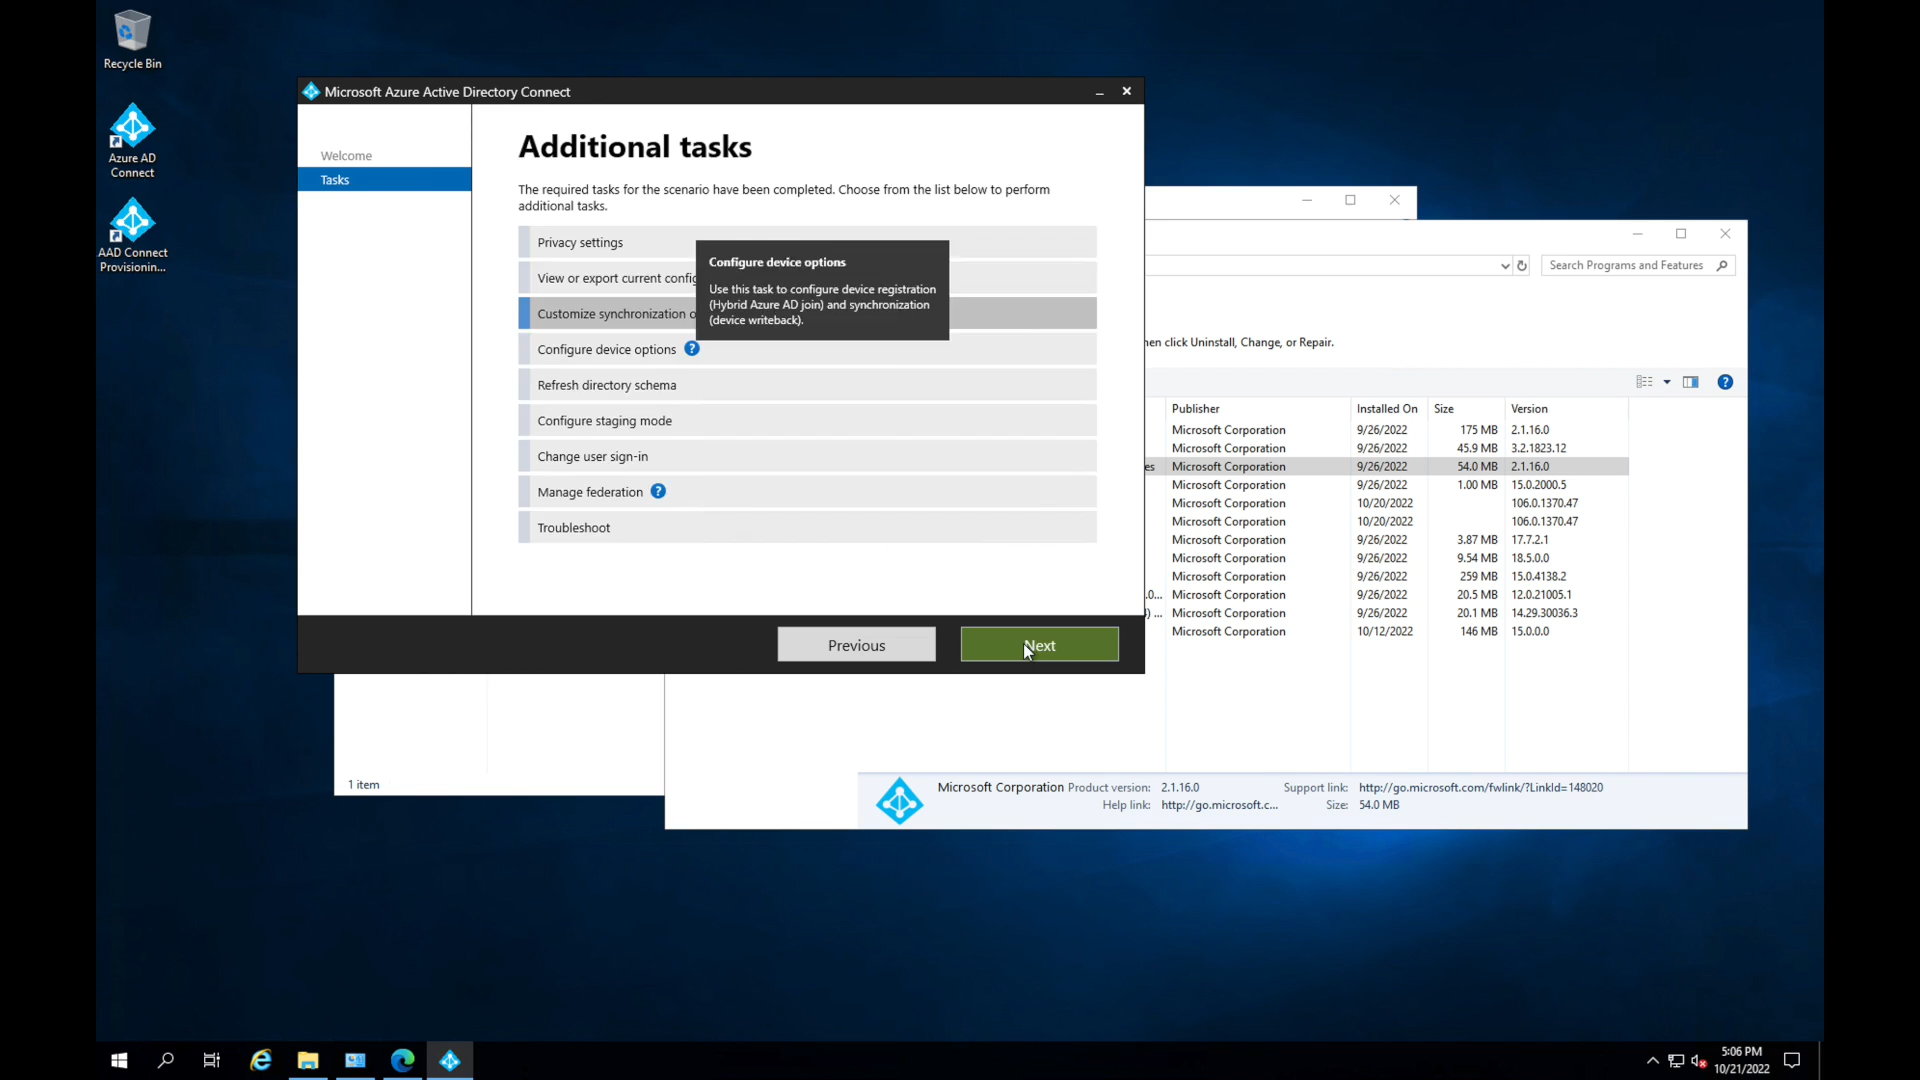 Recycle Bin
Azure AD
Connect
AAD Connect
Provisionin...
Microsoft Azure Active Directory Connect
Welcome
Tasks
Additional tasks
The required tasks for the scenario have been completed. Choose from the list below to perform
additional tasks.
Privacy settings
View or export current config
Customize synchronization o
Configure device options ?
Refresh directory schema
Configure staging mode
Change user sign-in
Manage federation ?
Troubleshoot
Configure device options
Use this task to configure device registration
(Hybrid Azure AD join) and synchronization
(device writeback).
Previous
Next
Search Programs and Features
hen click Uninstall, Change, or Repair.
Publisher Installed On Size Version
Microsoft Corporation 9/26/2022 175 MB 2.1.16.0
Microsoft Corporation 9/26/2022 45.9 MB 3.2.1823.12
es Microsoft Corporation 9/26/2022 54.0 MB 2.1.16.0
Microsoft Corporation 9/26/2022 1.00 MB 15.0.2000.5
Microsoft Corporation 10/20/2022 106.0.1370.47
Microsoft Corporation 10/20/2022 106.0.1370.47
Microsoft Corporation 9/26/2022 3.87 MB 17.7.2.1
Microsoft Corporation 9/26/2022 9.54 MB 18.5.0.0
Microsoft Corporation 9/26/2022 259 MB 15.0.4138.2
.0... Microsoft Corporation 9/26/2022 20.5 MB 12.0.21005.1
) ... Microsoft Corporation 9/26/2022 20.1 MB 14.29.30036.3
Microsoft Corporation 10/12/2022 146 MB 15.0.0.0
1 item
Microsoft Corporation Product version: 2.1.16.0 Support link: http://go.microsoft.com/fwlink/?LinkId=148020
Help link: http://go.microsoft.c... Size: 54.0 MB
5:06 PM
10/21/2022